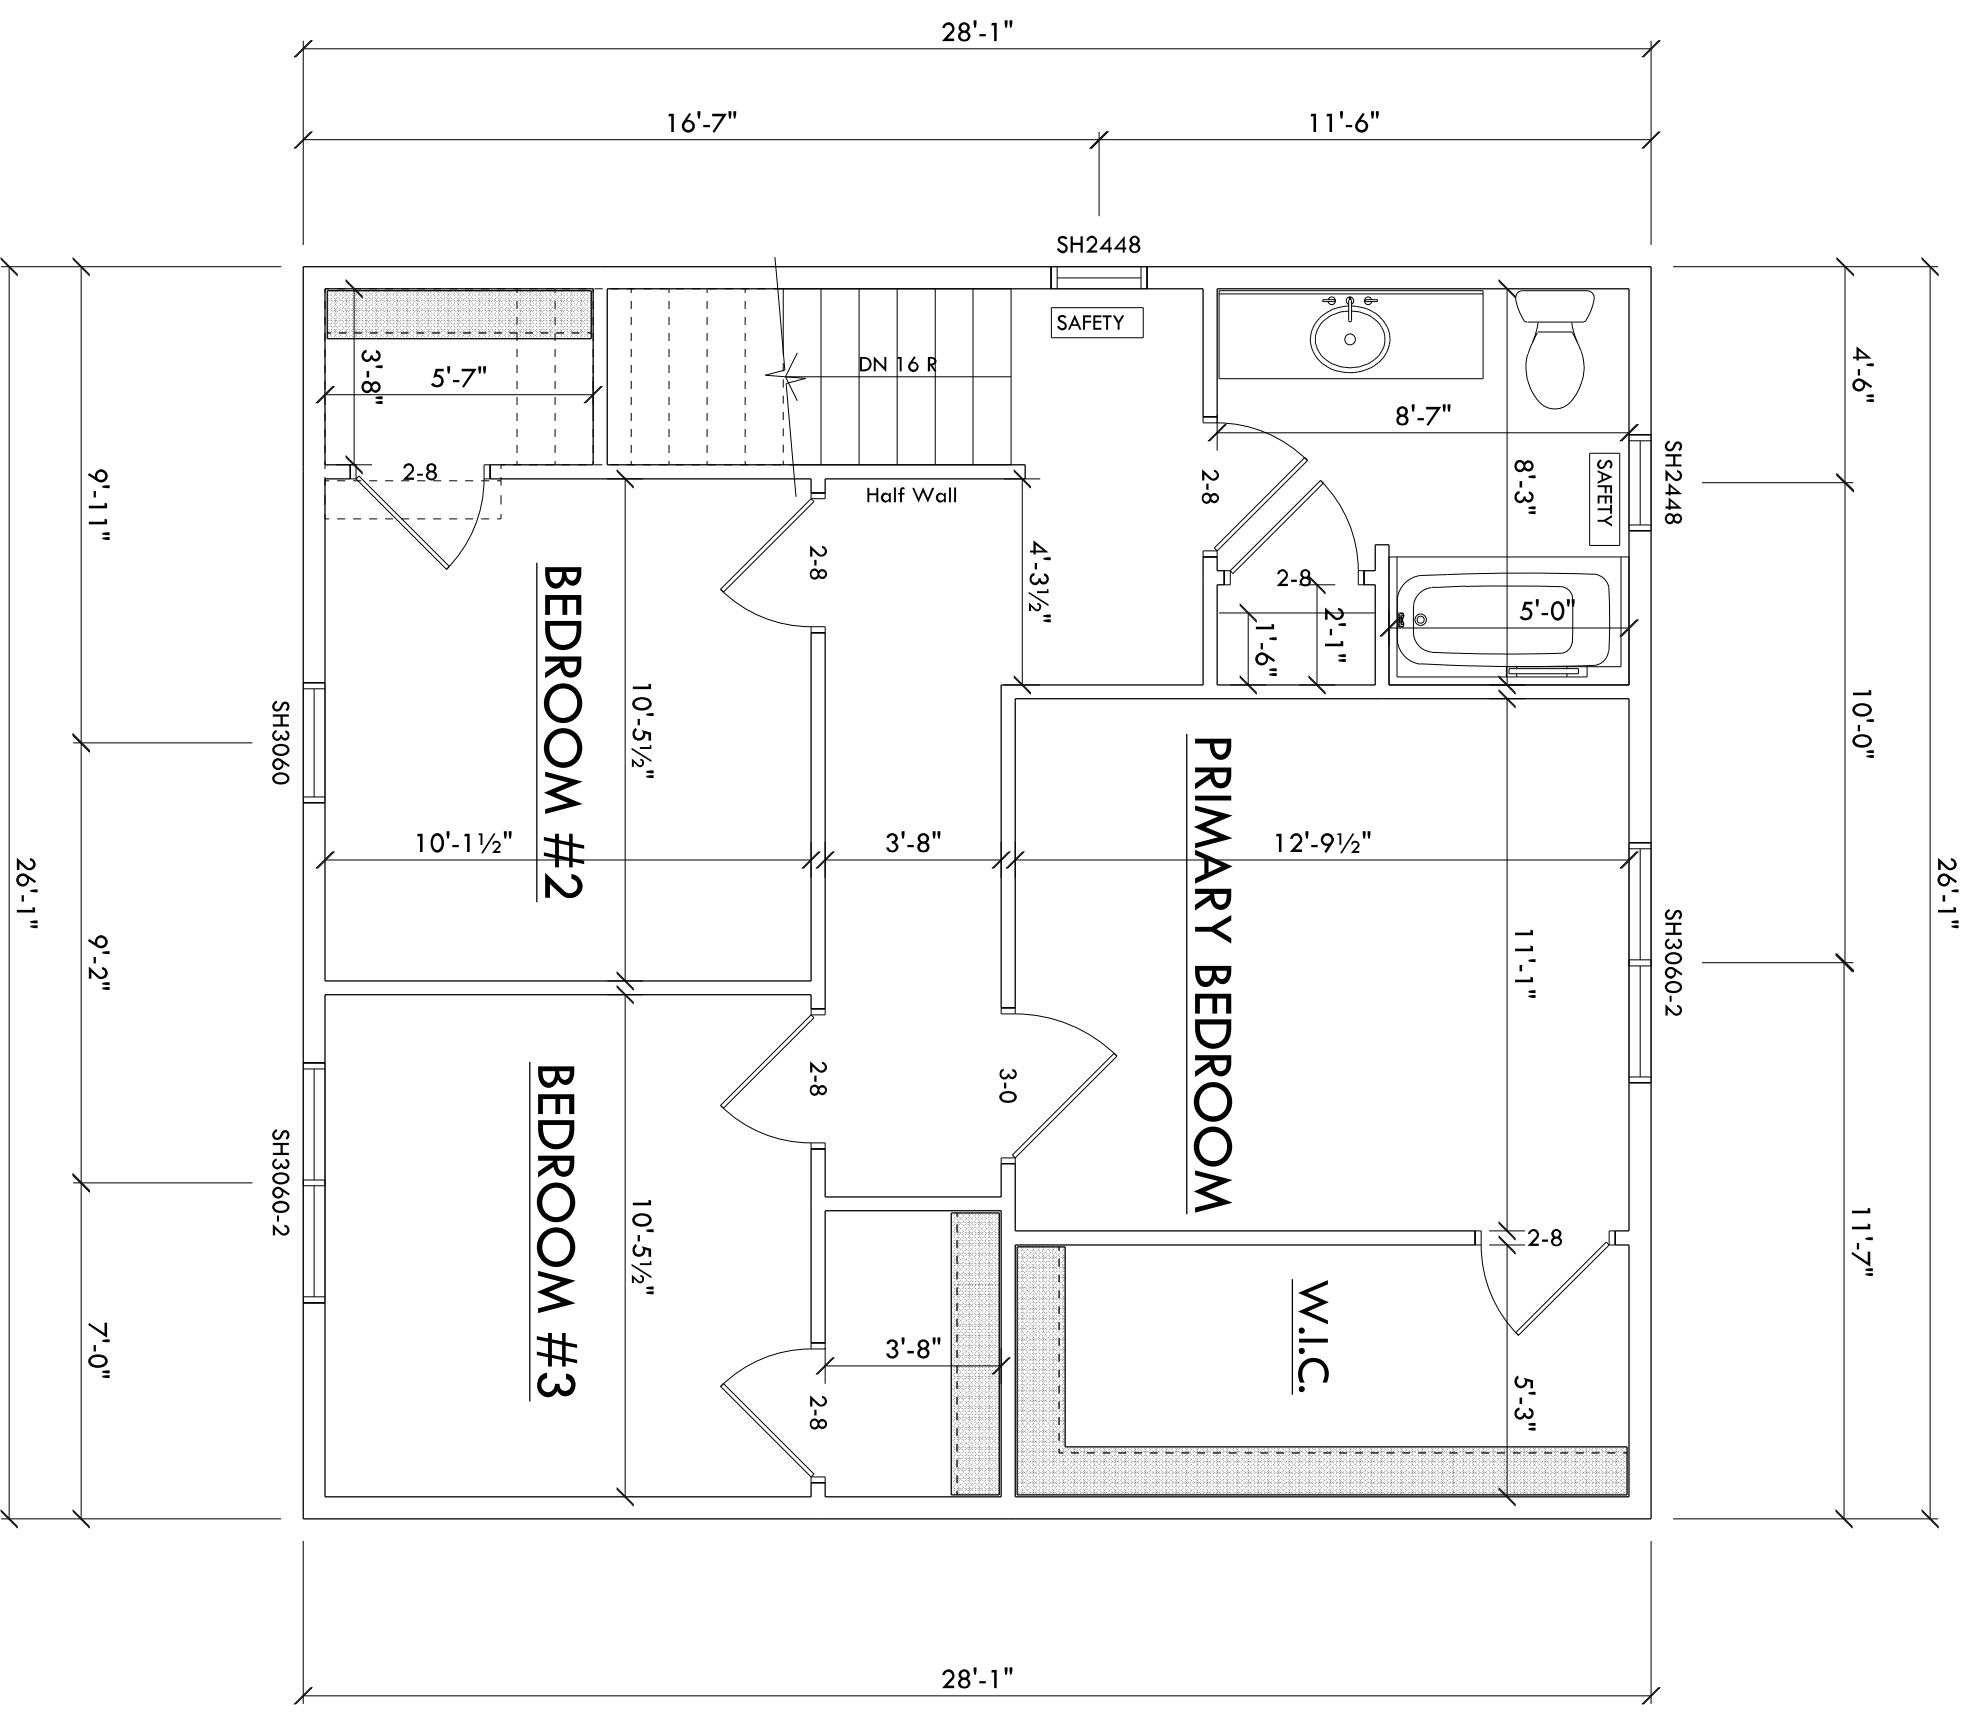 28'-1"
16'-7"
11'-6"
SH2448
SAFETY
DN 16 R
3'-8"
5'-7"
2-8
Half Wall
8'-7"
8'-3"
SAFETY
SH2448
4'-6"
9'-11"
2-8
2-8
4'-3½"
2-8
1'-6"
2'-1"
5'-0"
BEDROOM #2
10'-5½"
SH3060
10'-1½"
3'-8"
12'-9½"
PRIMARY BEDROOM
11'-1"
SH3060-2
10'-0"
26'-1"
26'-1"
9'-2"
BEDROOM #3
10'-5½"
SH3060-2
2-8
3-0
2-8
11'-7"
W.I.C.
5'-3"
3'-8"
2-8
7'-0"
28'-1"